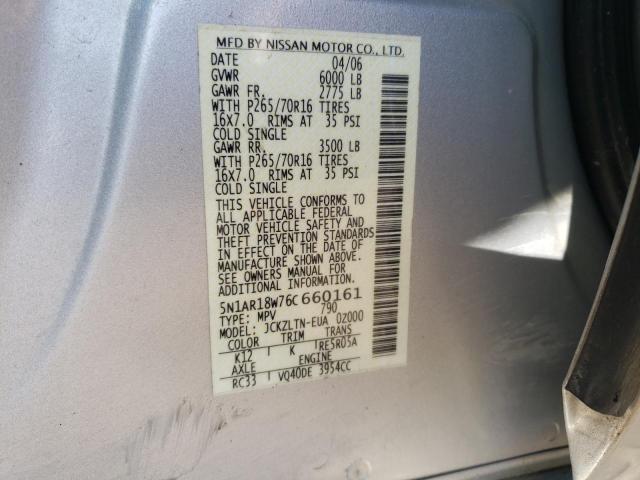 MFD BY NISSAN MOTOR CO., LTD.
DATE 04/06
GVWR 6000 LB
GAWR FR. 2775 LB
WITH P265/70R16 TIRES
16X7.0 RIMS AT 35 PSI
COLD SINGLE
GAWR RR. 3500 LB
WITH P265/70R16 TIRES
16X7.0 RIMS AT 35 PSI
COLD SINGLE
THIS VEHICLE CONFORMS TO
ALL APPLICABLE FEDERAL
MOTOR VEHICLE SAFETY AND
THEFT PREVENTION STANDARDS
IN EFFECT ON THE DATE OF
MANUFACTURE SHOWN ABOVE.
SEE OWNERS MANUAL FOR
ADDITIONAL INFORMATION
5N1AR18W76C660161
TYPE: MPV 790
MODEL: JCKZLTN-EUA 0Z000
COLOR TRIM TRANS
K12 K RE5R05A
AXLE ENGINE
RC33 VQ40DE 3954CC